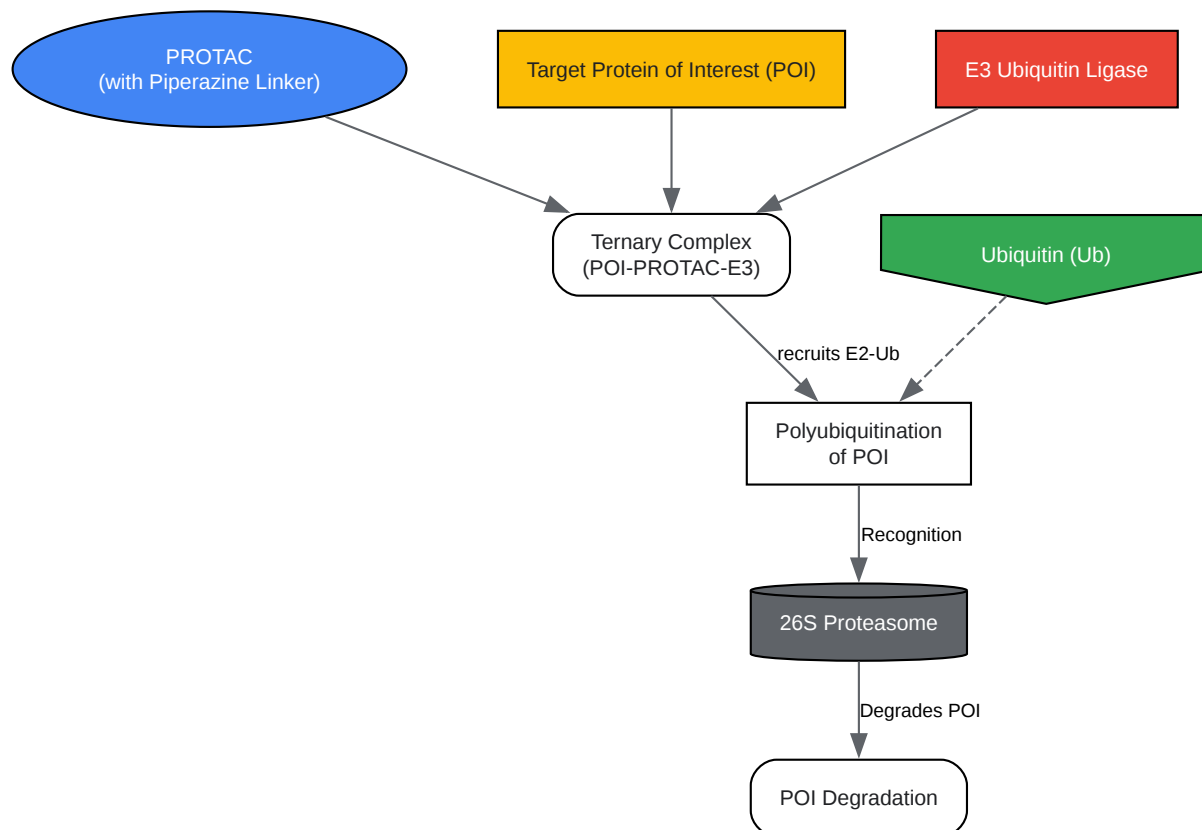 PROTAC
(with Piperazine Linker)
Target Protein of Interest (POI)
E3 Ubiquitin Ligase
Ternary Complex
(POI-PROTAC-E3)
Ubiquitin (Ub)
recruits E2-Ub
Polyubiquitination
of POI
Recognition
26S Proteasome
Degrades POI
POI Degradation